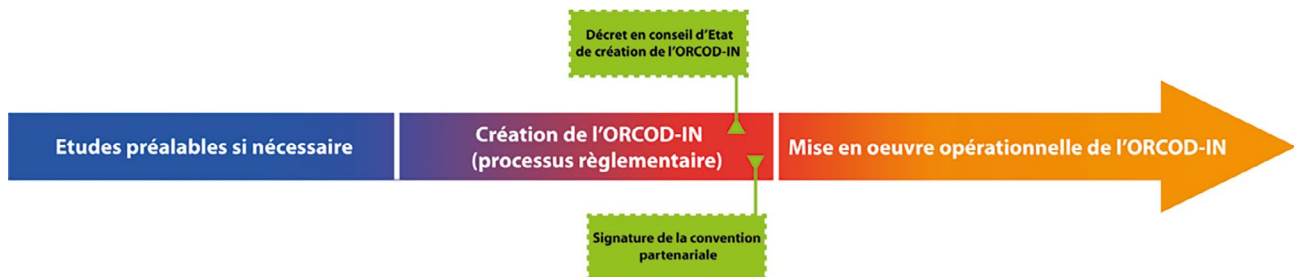 Décret en conseil d'Etat
de création de l'ORCOD-IN
Etudes préalables si nécessaire
Création de l'ORCOD-IN
(processus règlementaire)
Mise en oeuvre opérationnelle de l'ORCOD-IN
Signature de la convention
partenariale